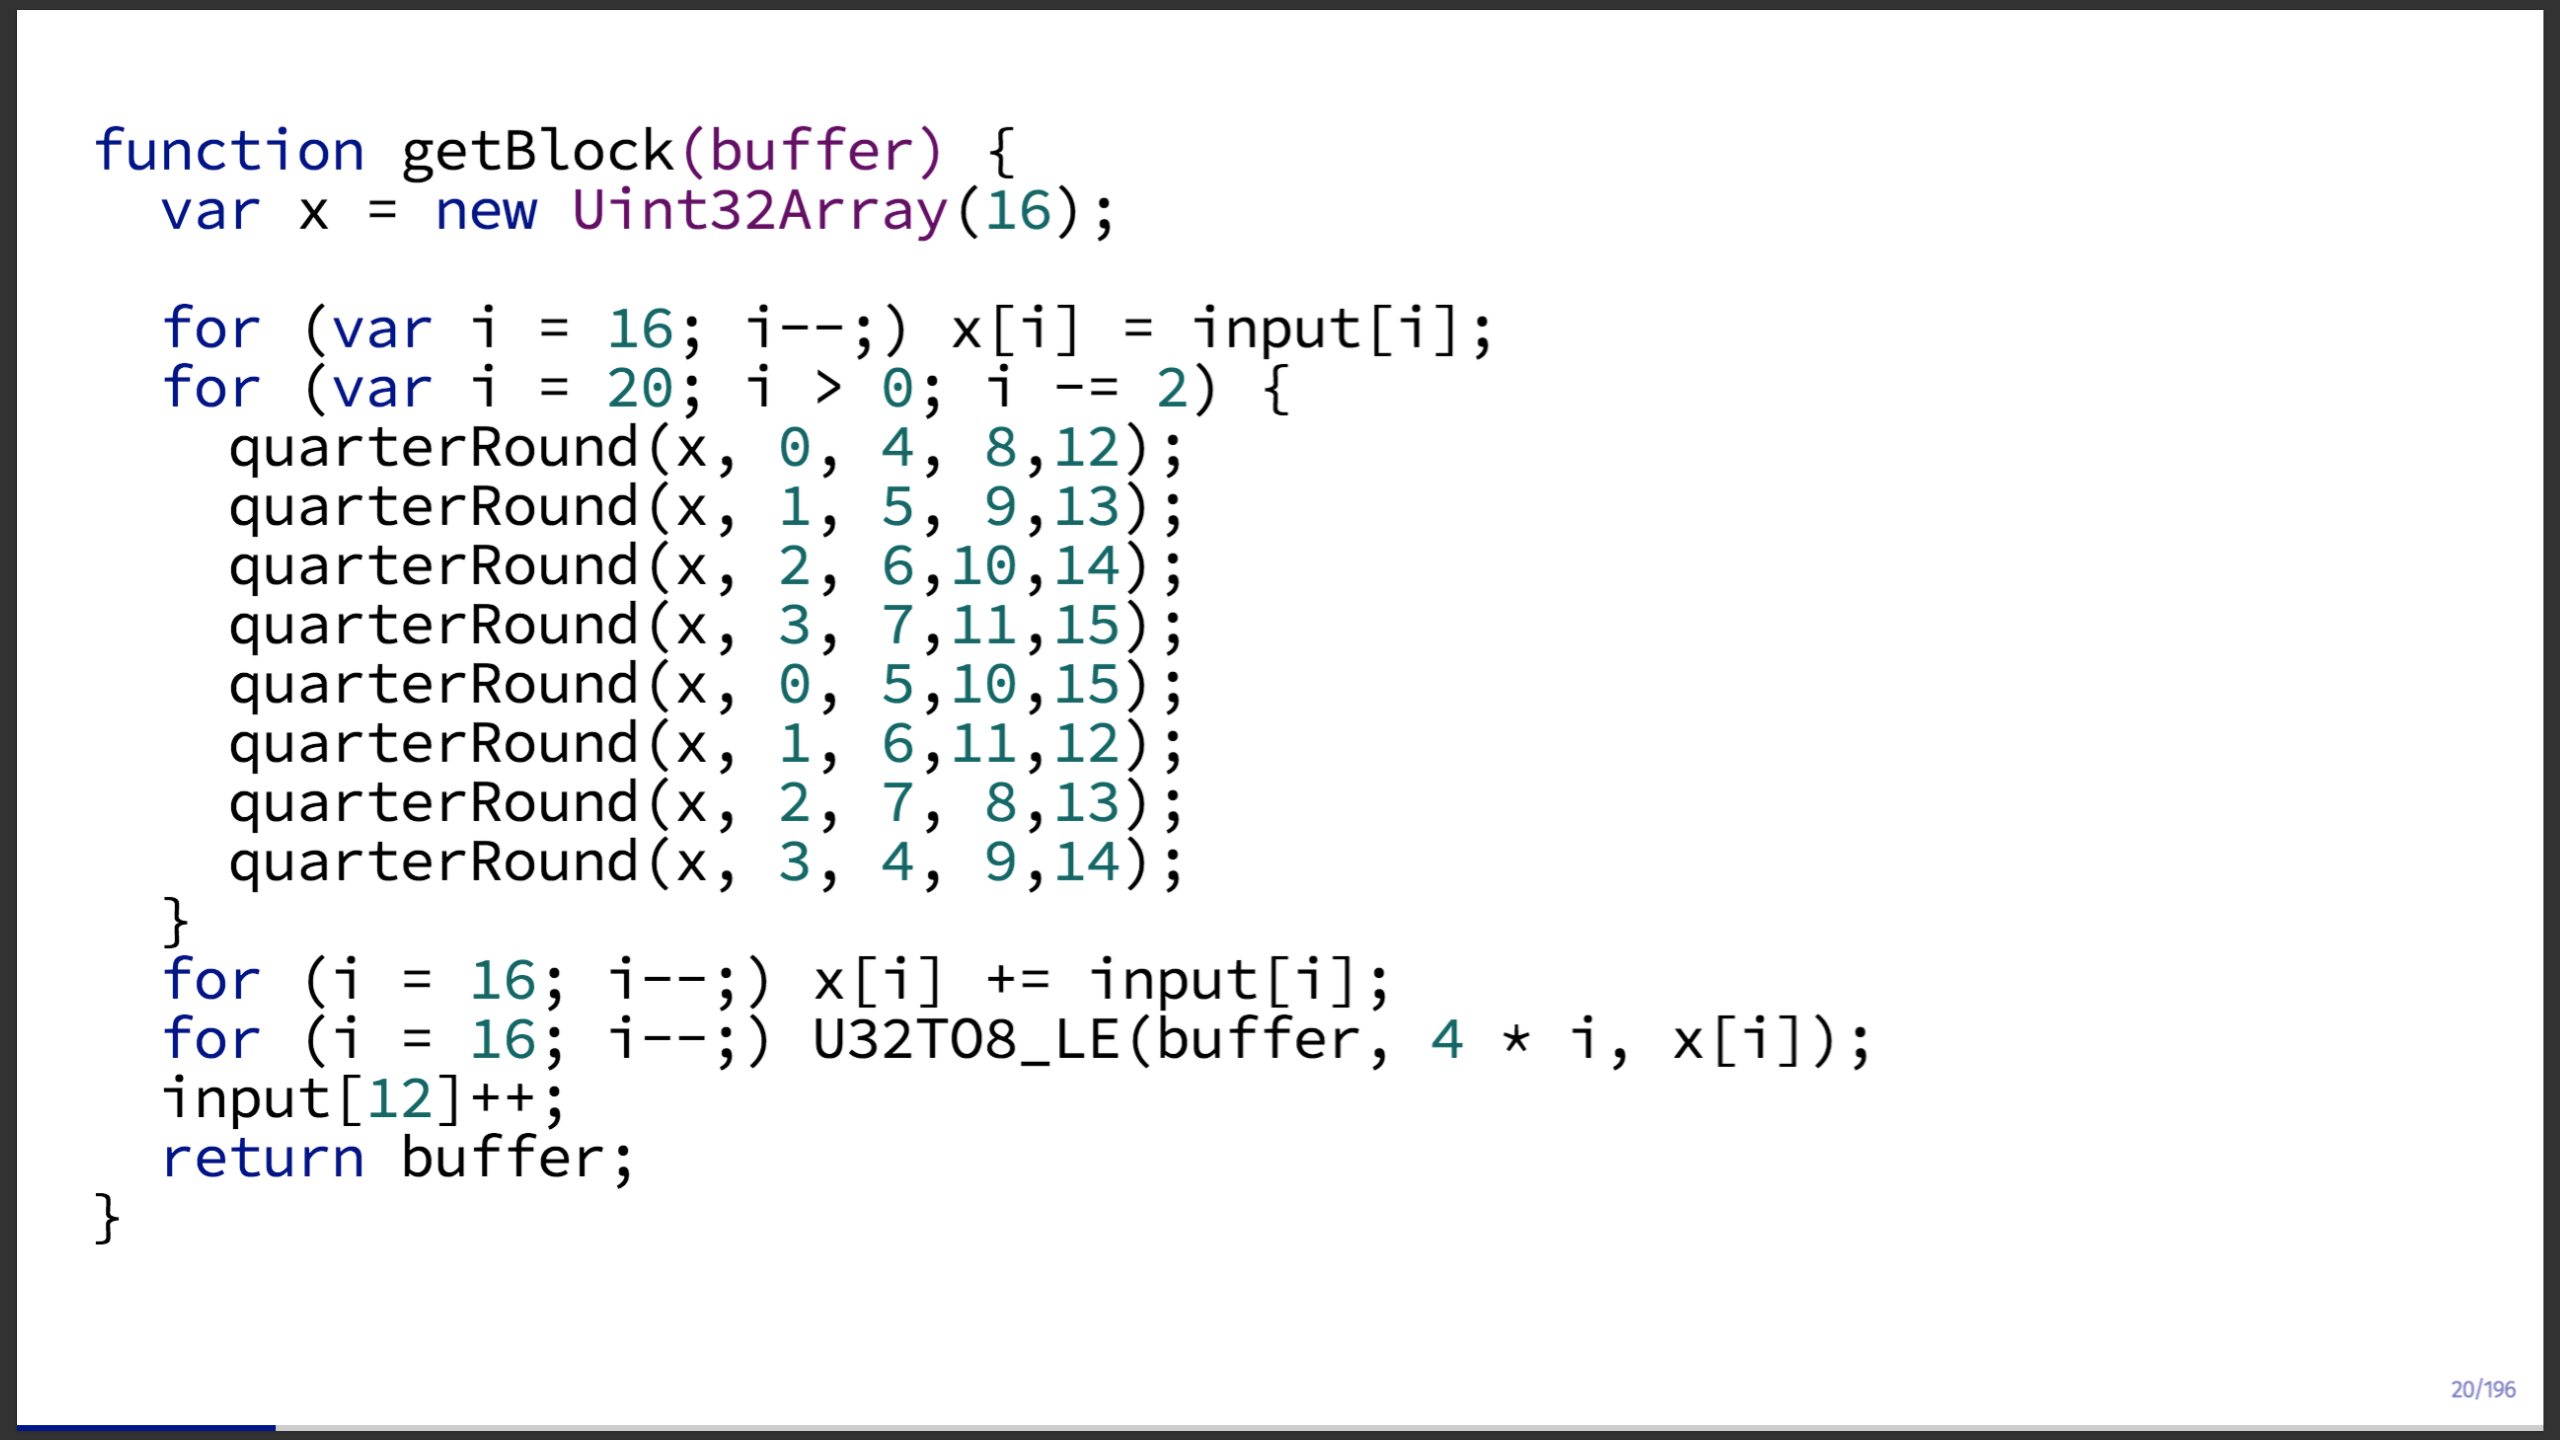 function getBlock(buffer) {
  var x = new Uint32Array(16);

  for (var i = 16; i--;) x[i] = input[i];
  for (var i = 20; i > 0; i -= 2) {
    quarterRound(x, 0, 4, 8,12);
    quarterRound(x, 1, 5, 9,13);
    quarterRound(x, 2, 6,10,14);
    quarterRound(x, 3, 7,11,15);
    quarterRound(x, 0, 5,10,15);
    quarterRound(x, 1, 6,11,12);
    quarterRound(x, 2, 7, 8,13);
    quarterRound(x, 3, 4, 9,14);
  }
  for (i = 16; i--;) x[i] += input[i];
  for (i = 16; i--;) U32TO8_LE(buffer, 4 * i, x[i]);
  input[12]++;
  return buffer;
}
20/196